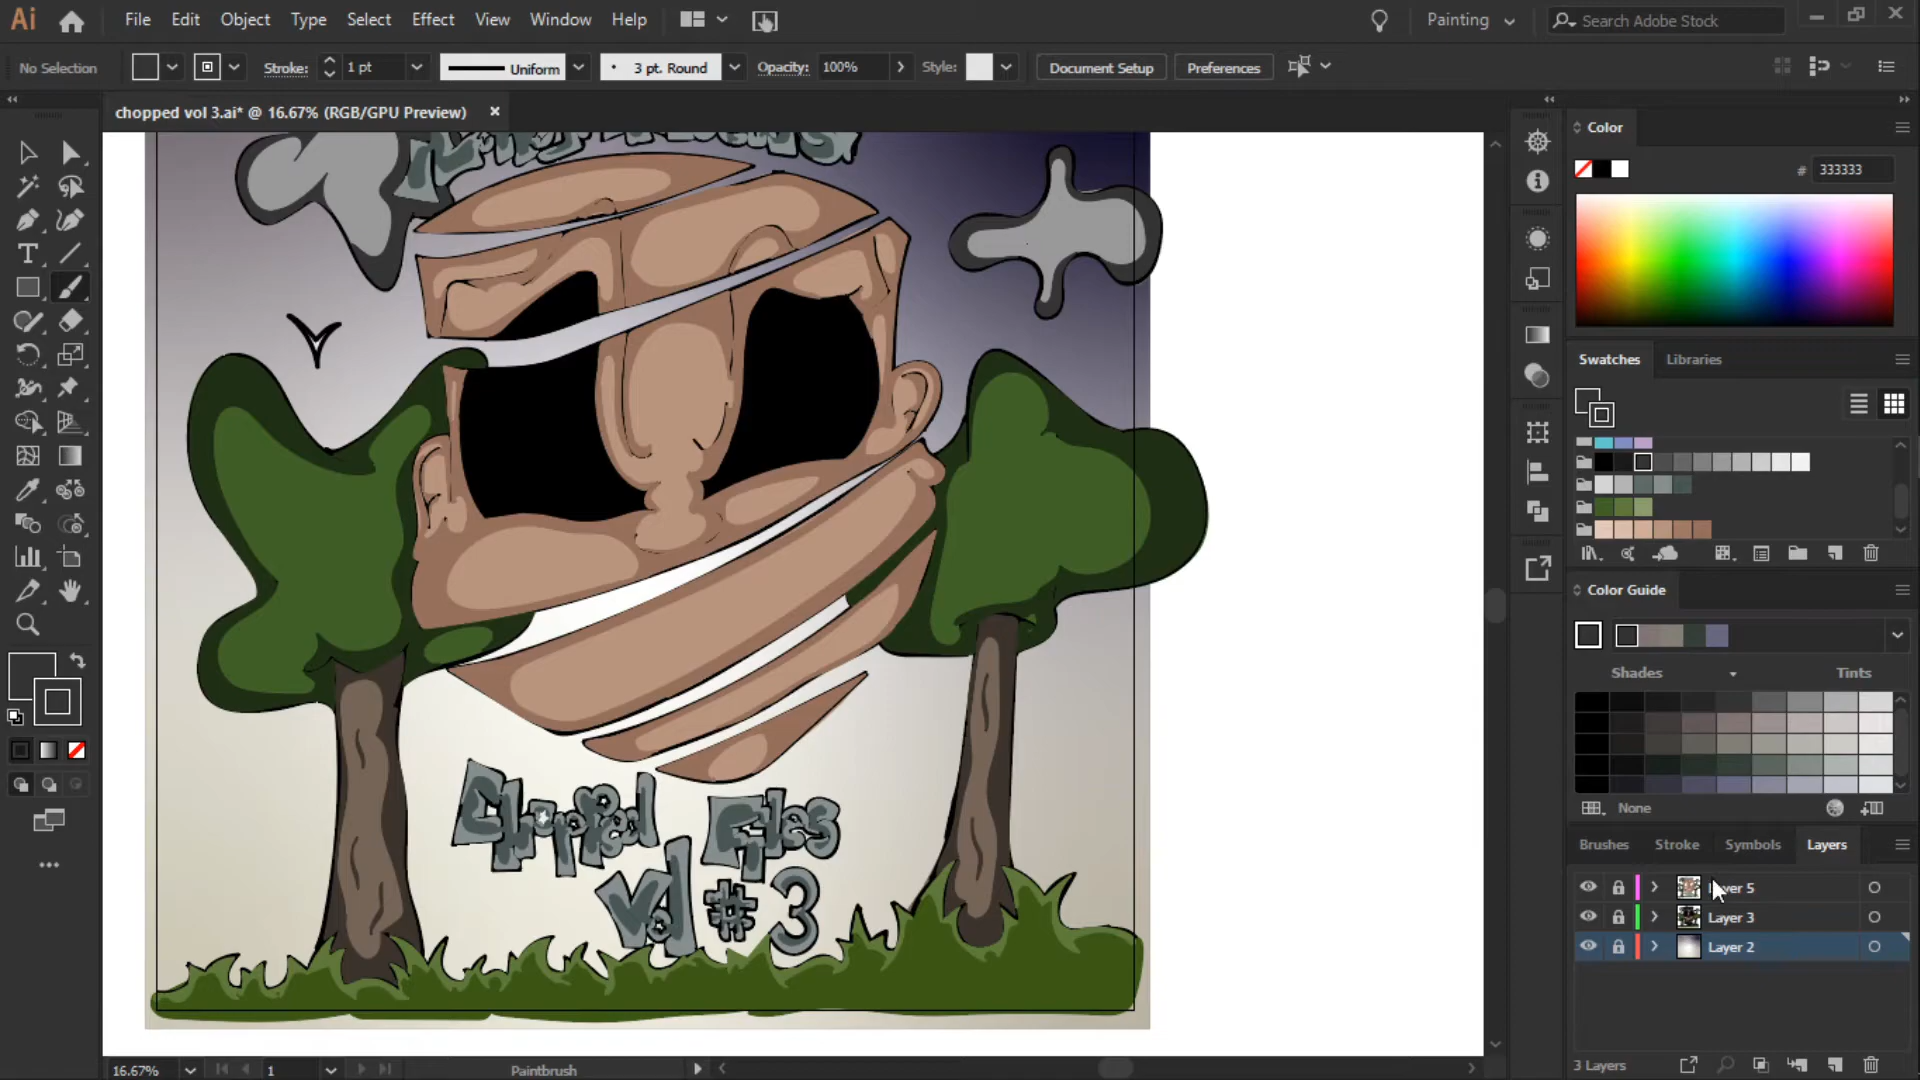 Ai File Edit Object Type Select Effect View Window Help Painting Search Adobe Stock
No Selection Stroke: 1 pt Uniform 3 pt. Round Opacity: 100% Style: Document Setup Preferences
chopped vol 3.ai* @ 16.67% (RGB/GPU Preview)
Color
# 333333
Swatches Libraries
Color Guide
Shades Tints
None
Brushes Stroke Symbols Layers
Layer 5
Layer 3
Layer 2
3 Layers
Chopped Files
Vol #3
16.67% 1 Paintbrush